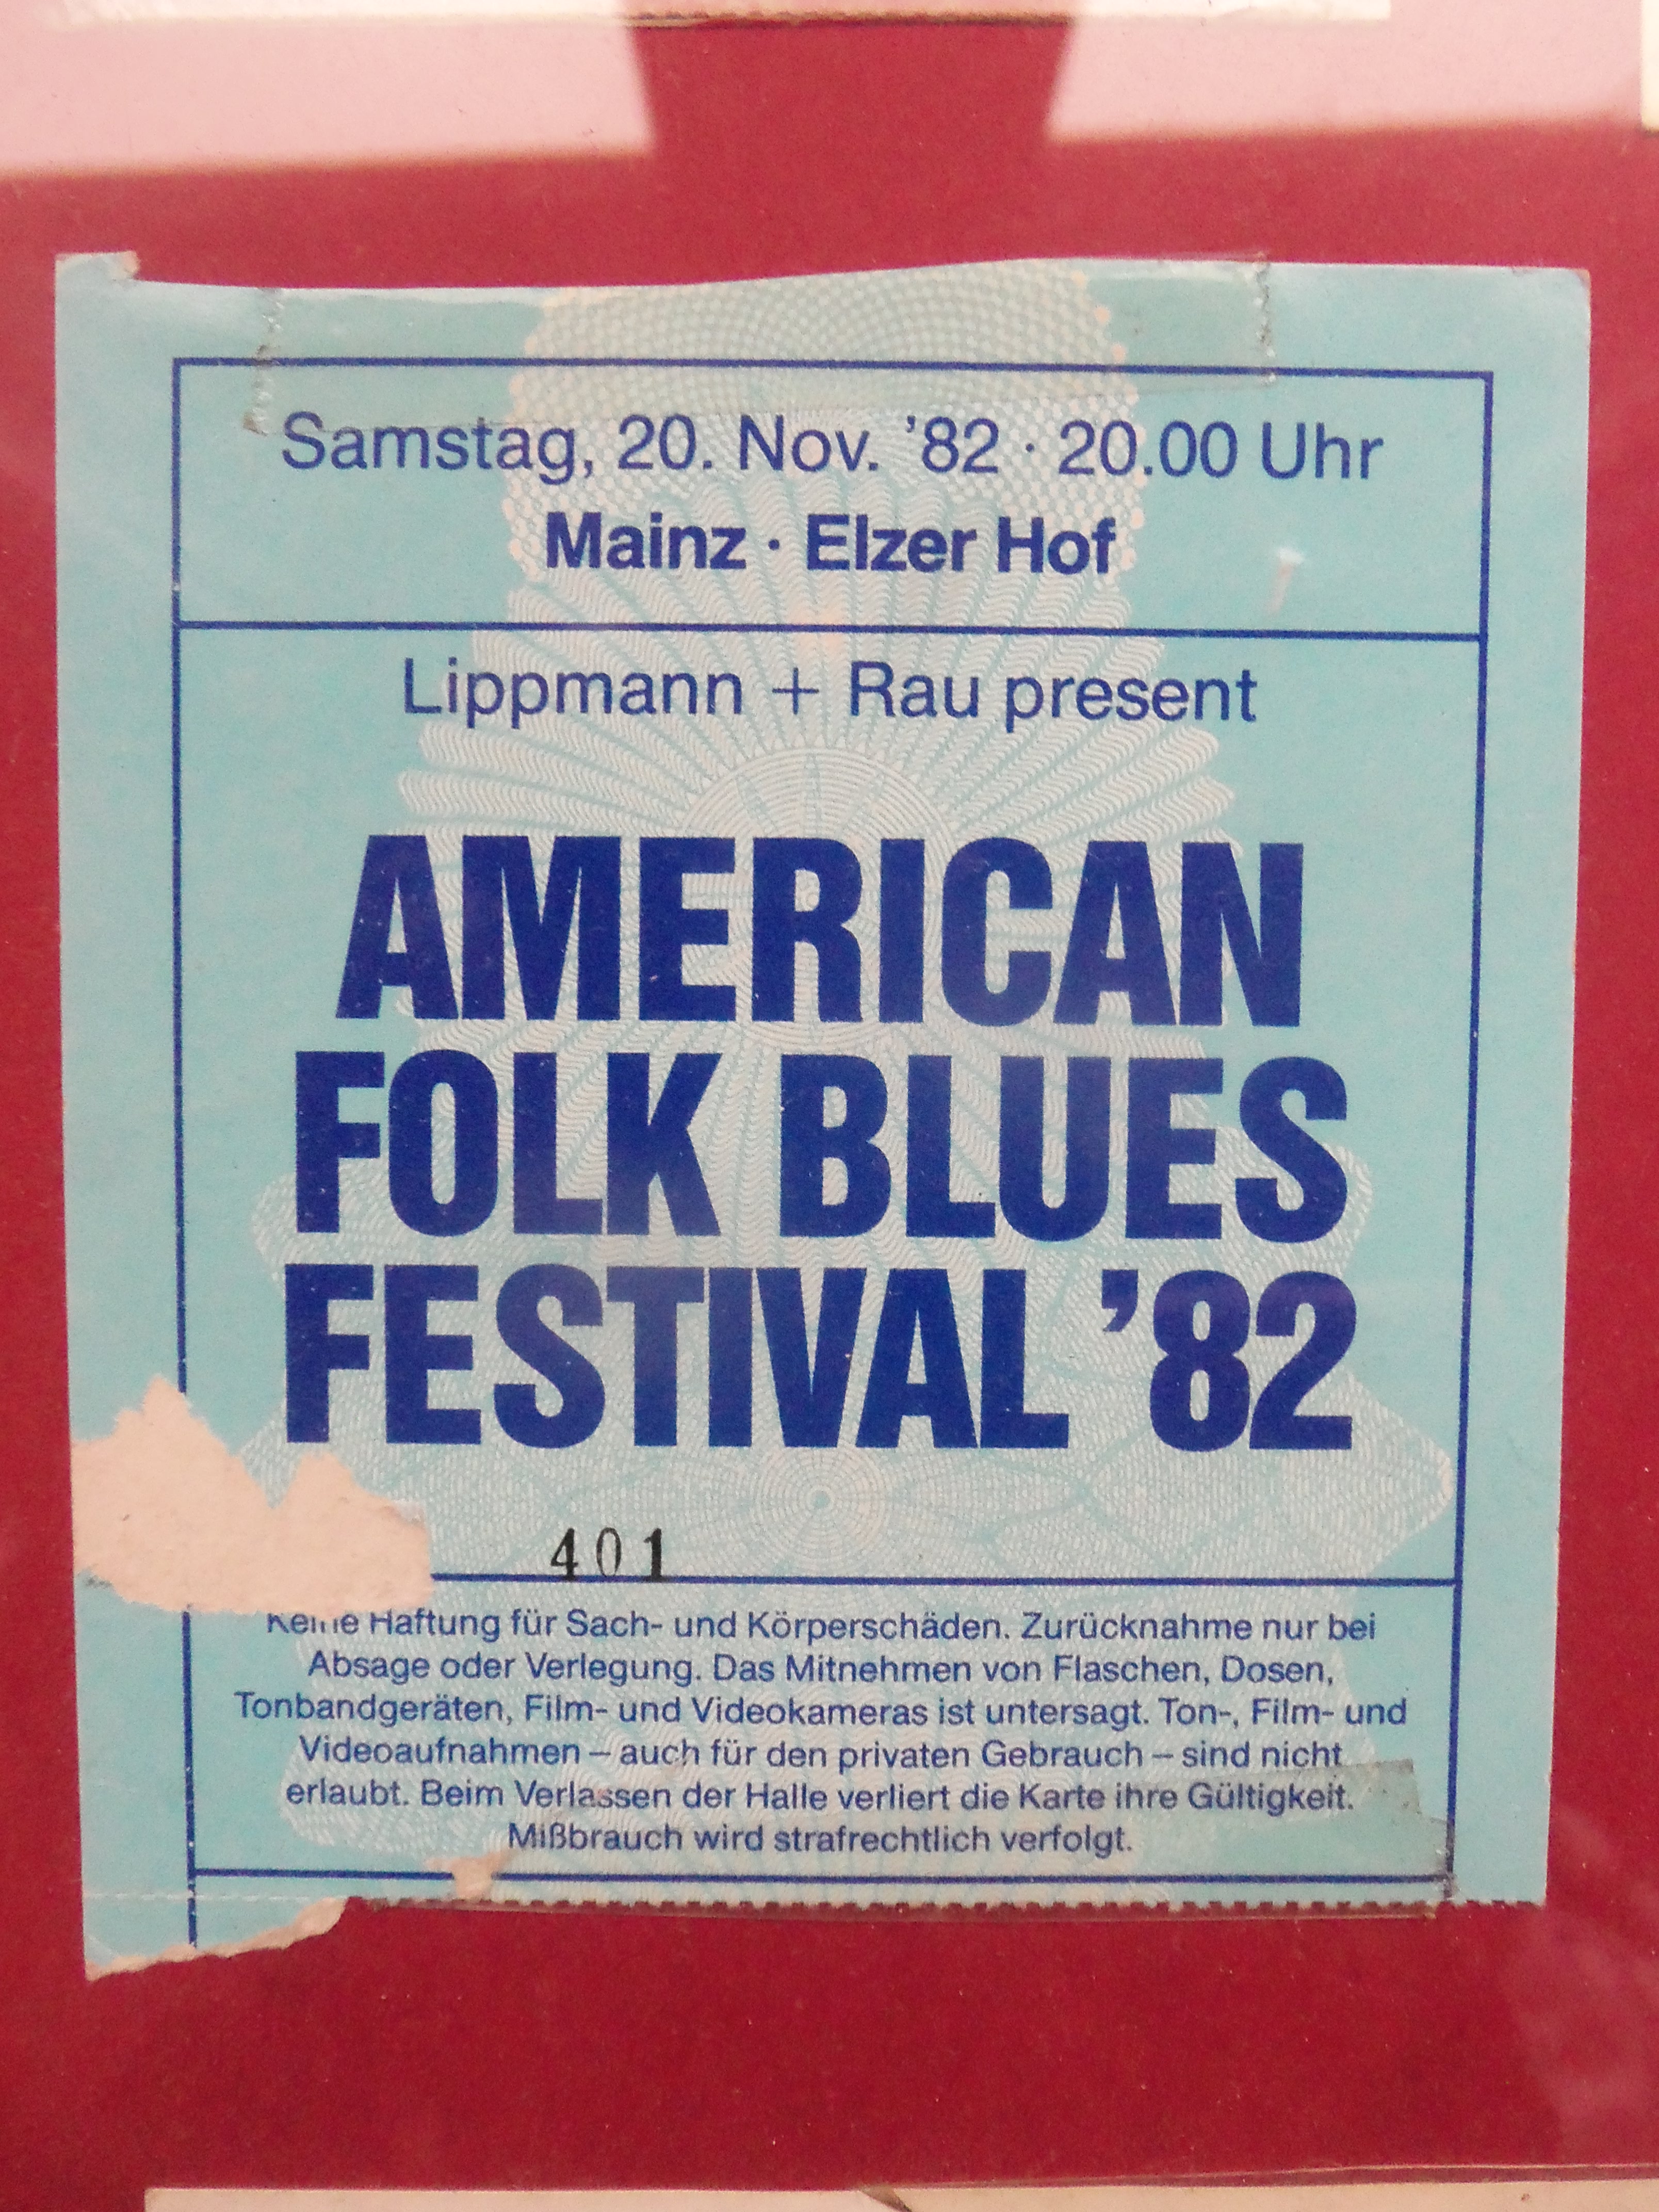 Samstag, 20. Nov. '82 · 20.00 Uhr
Mainz · Elzer Hof
Lippmann + Rau present
AMERICAN
FOLK BLUES
FESTIVAL '82
401
Keine Haftung für Sach- und Körperschäden. Zurücknahme nur bei
Absage oder Verlegung. Das Mitnehmen von Flaschen, Dosen,
Tonbandgeräten, Film- und Videokameras ist untersagt. Ton-, Film- und
Videoaufnahmen – auch für den privaten Gebrauch – sind nicht
erlaubt. Beim Verlassen der Halle verliert die Karte ihre Gültigkeit.
Mißbrauch wird strafrechtlich verfolgt.